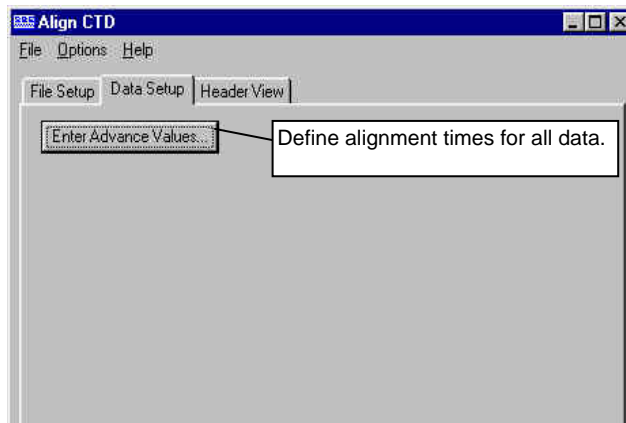 Align CTD
File Options Help
File Setup Data Setup Header View
Enter Advance Values...
Define alignment times for all data.